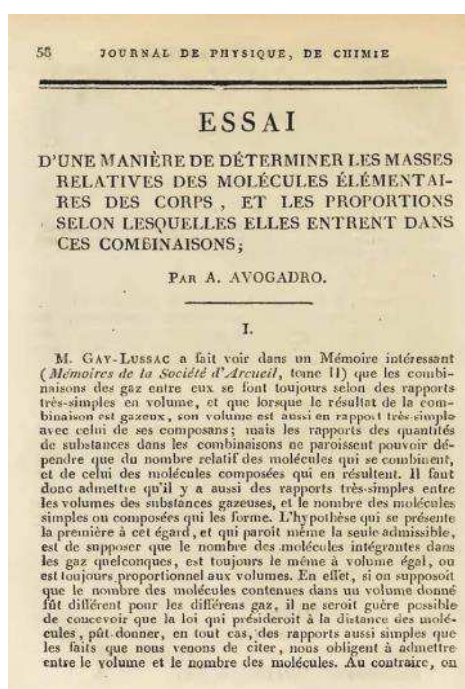 58 JOURNAL DE PHYSIQUE, DE CHIMIE
ESSAI
D'UNE MANIÈRE DE DÉTERMINER LES MASSES
RELATIVES DES MOLÉCULES ÉLÉMENTAI-
RES DES CORPS, ET LES PROPORTIONS
SELON LESQUELLES ELLES ENTRENT DANS
CES COMBINAISONS;
PAR A. AVOGADRO.
I.
M. GAY-LUSSAC a fait voir dans un Mémoire intéressant
(Mémoires de la Société d'Arcueil, tome II) que les combi-
naisons des gaz entre eux se font toujours selon des rapports
très-simples en volume, et que lorsque le résultat de la com-
binaison est gazeux, son volume est aussi en rapport très-simple
avec celui de ses composans; mais les rapports des quantités
de substances dans les combinaisons ne paroissent pouvoir dé-
pendre que du nombre relatif des molécules qui se combinent,
et de celui des molécules composées qui en résultent. Il faut
donc admettre qu'il y a aussi des rapports très-simples entre
les volumes des substances gazeuses, et le nombre des molécules
simples ou composées qui les forme. L'hypothèse qui se présente
la première à cet égard, et qui paroît même la seule admissible,
est de supposer que le nombre des molécules intégrantes dans
les gaz quelconques, est toujours le même à volume égal, ou
est toujours proportionnel aux volumes. En effet, si on supposoit
que le nombre des molécules contenues dans un volume donné
fût différent pour les différens gaz, il ne seroit guère possible
de concevoir que la loi qui présideroit à la distance des molé-
cules, pût donner, en tout cas, des rapports aussi simples que
les faits que nous venons de citer, nous obligent à admettre
entre le volume et le nombre des molécules. Au contraire, on